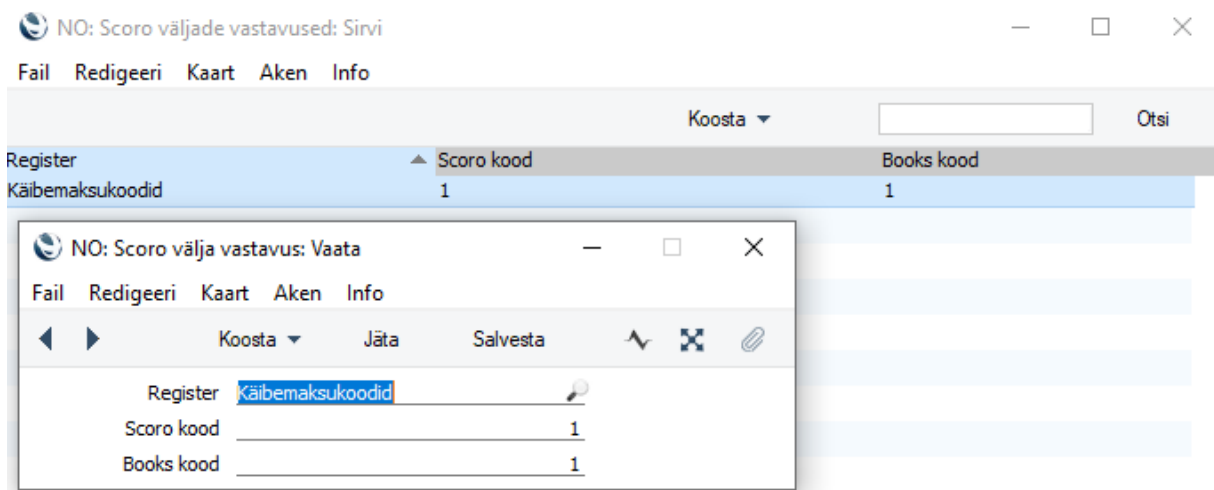 NO: Scoro väljade vastavused: Sirvi
Fail Redigeeri Kaart Aken Info
Koosta Otsi
Register Scoro kood Books kood
Käibemaksukoodid 1 1
NO: Scoro välja vastavus: Vaata
Fail Redigeeri Kaart Aken Info
Koosta Jäta Salvesta
Register Käibemaksukoodid
Scoro kood 1
Books kood 1